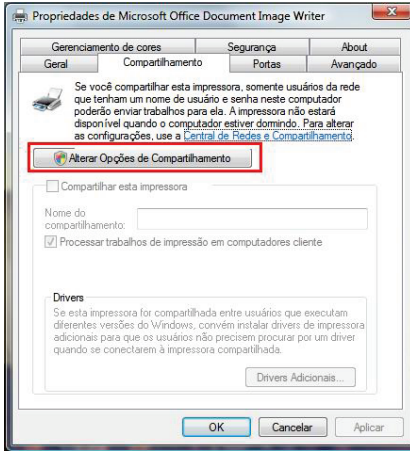 Propriedades de Microsoft Office Document Image Writer
Gerenciamento de cores
Segurança
About
Geral
Compartilhamento
Portas
Avançado
Se você compartilhar esta impressora, somente usuários da rede
que tenham um nome de usuário e senha neste computador
poderão enviar trabalhos para ela. A impressora não estará
disponível quando o computador estiver dormindo. Para alterar
as configurações, use a Central de Redes e Compartilhamento.
Alterar Opções de Compartilhamento
Compartilhar esta impressora
Nome do
compartilhamento:
Processar trabalhos de impressão em computadores cliente
Drivers
Se esta impressora for compartilhada entre usuários que executam
diferentes versões do Windows, convém instalar drivers de impressora
adicionais para que os usuários não precisem procurar por um driver
quando se conectarem à impressora compartilhada.
Drivers Adicionais...
OK
Cancelar
Aplicar